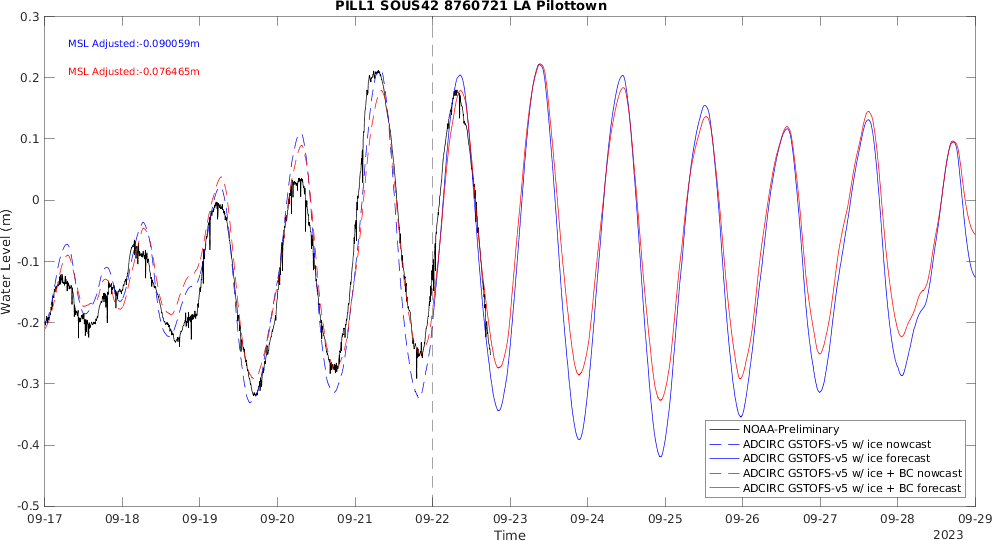 PILL1 SOUS42 8760721 LA Pilottown
MSL Adjusted:-0.090059m
MSL Adjusted:-0.076465m
Water Level (m)
0.3
0.2
0.1
0
-0.1
-0.2
-0.3
-0.4
-0.5
NOAA-Preliminary
ADCIRC GSTOFS-v5 w/ ice nowcast
ADCIRC GSTOFS-v5 w/ ice forecast
ADCIRC GSTOFS-v5 w/ ice + BC nowcast
ADCIRC GSTOFS-v5 w/ ice + BC forecast
09-17 09-18 09-19 09-20 09-21 09-22 09-23 09-24 09-25 09-26 09-27 09-28 09-29
Time
2023